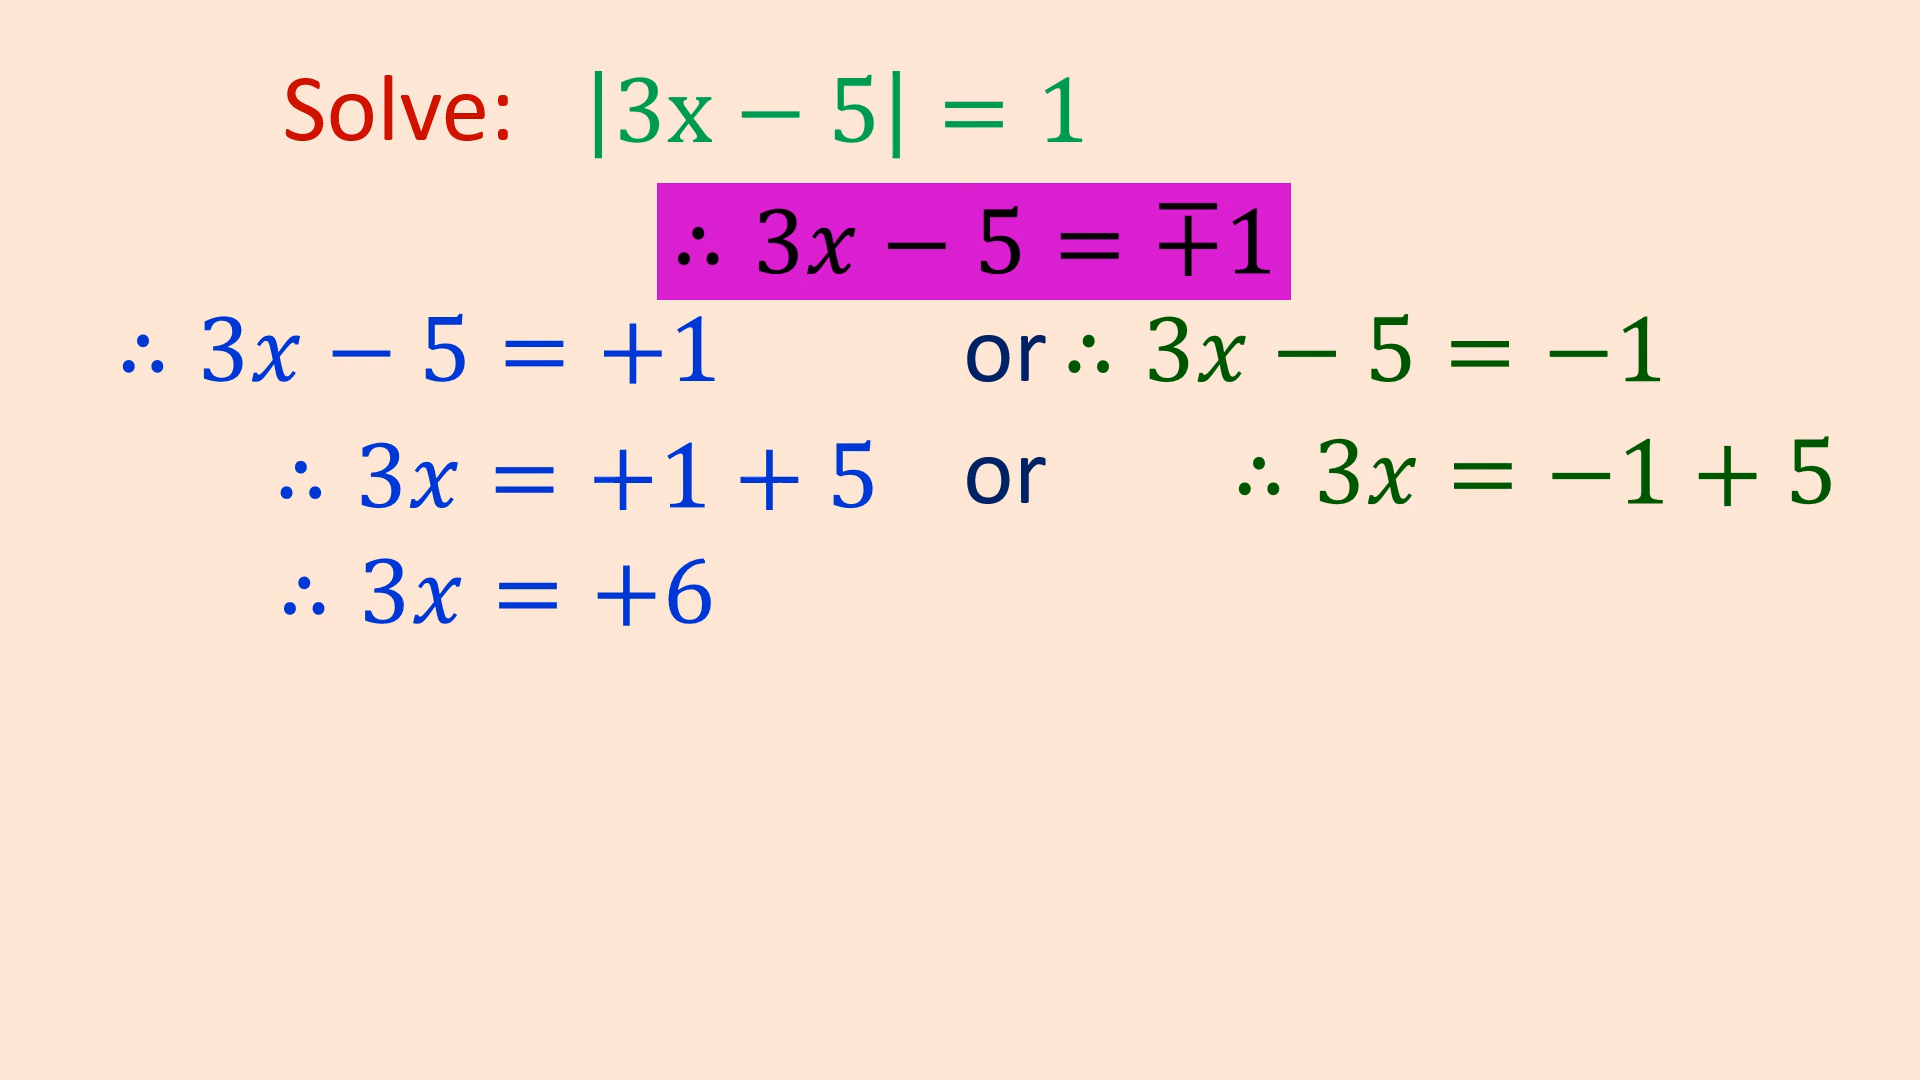 Solve: |3x − 5| = 1
∴ 3x − 5 = ∓1
∴ 3x − 5 = +1 or ∴ 3x − 5 = −1
∴ 3x = +1 + 5 or ∴ 3x = −1 + 5
∴ 3x = +6